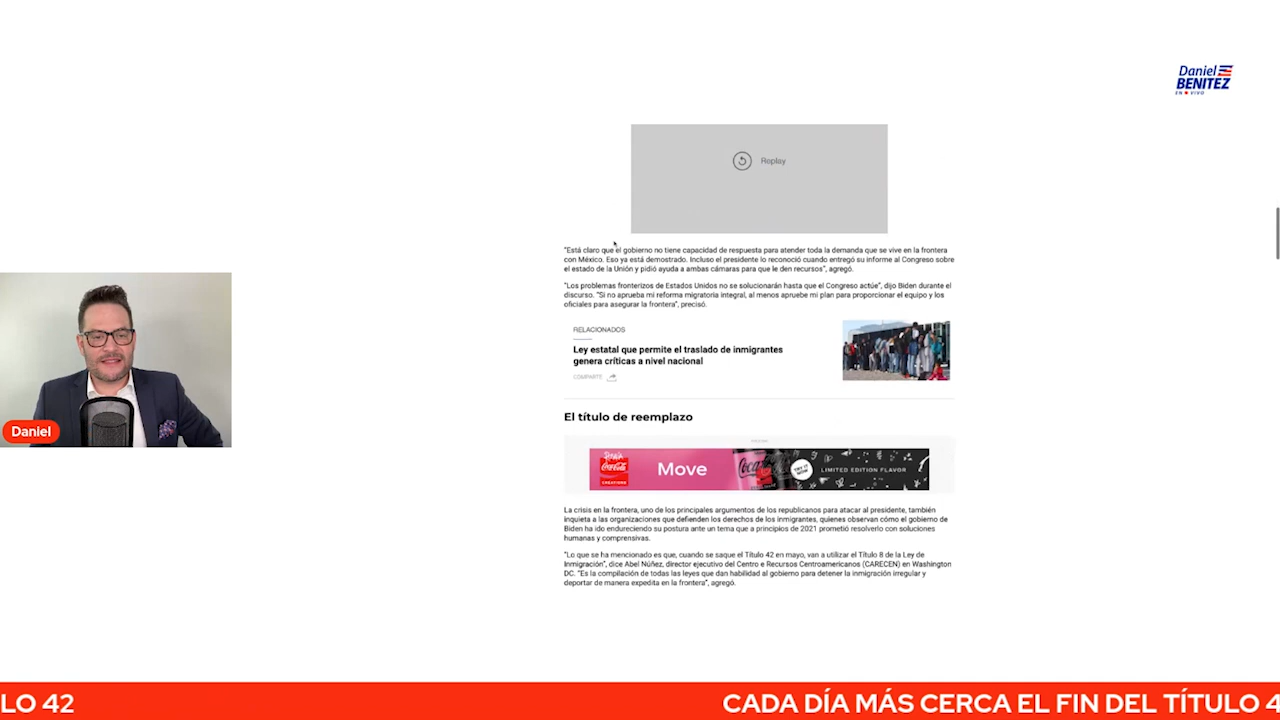 Daniel
BENITEZ
EN VIVO
Replay
"Está claro que el gobierno no tiene capacidad de respuesta para atender toda la demanda que se vive en la frontera
con México. Eso ya está demostrado. Incluso el presidente lo reconoció cuando entregó su informe al Congreso sobre
el estado de la Unión y pidió ayuda a ambas cámaras para que le den recursos", agregó.
"Los problemas fronterizos de Estados Unidos no se solucionarán hasta que el Congreso actúe", dijo Biden durante el
discurso. "Si no aprueba mi reforma migratoria integral, al menos apruebe mi plan para proporcionar el equipo y los
oficiales para asegurar la frontera", precisó.
RELACIONADOS
Ley estatal que permite el traslado de inmigrantes
genera críticas a nivel nacional
COMPARTE
El título de reemplazo
Coca-Cola
CREATIONS
Move
TRY IT NOW
LIMITED EDITION FLAVOR
La crisis en la frontera, uno de los principales argumentos de los republicanos para atacar al presidente, también
inquieta a las organizaciones que defienden los derechos de los inmigrantes, quienes observan cómo el gobierno de
Biden ha ido endureciendo su postura ante un tema que a principios de 2021 prometió resolverlo con soluciones
humanas y comprensivas.
"Lo que se ha mencionado es que, cuando se saque el Título 42 en mayo, van a utilizar el Título 8 de la Ley de
Inmigración", dice Abel Núñez, director ejecutivo del Centro e Recursos Centroamericanos (CARECEN) en Washington
DC. "Es la compilación de todas las leyes que dan habilidad al gobierno para detener la inmigración irregular y
deportar de manera expedita en la frontera", agregó.
Daniel
LO 42
CADA DÍA MÁS CERCA EL FIN DEL TÍTULO 4